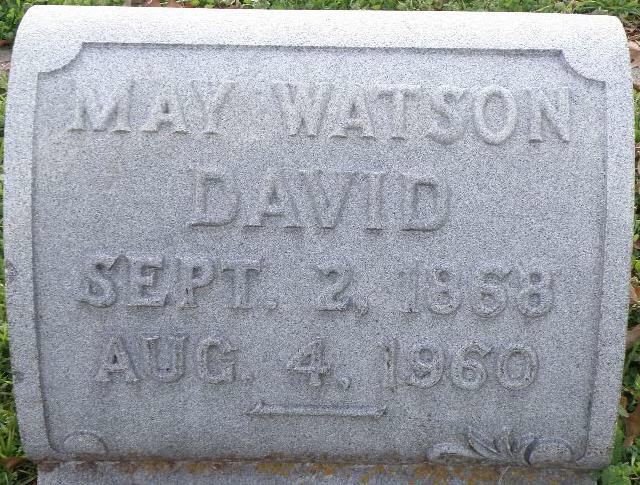 MAY WATSON
DAVID
SEPT. 2, 1868
AUG. 4, 1960